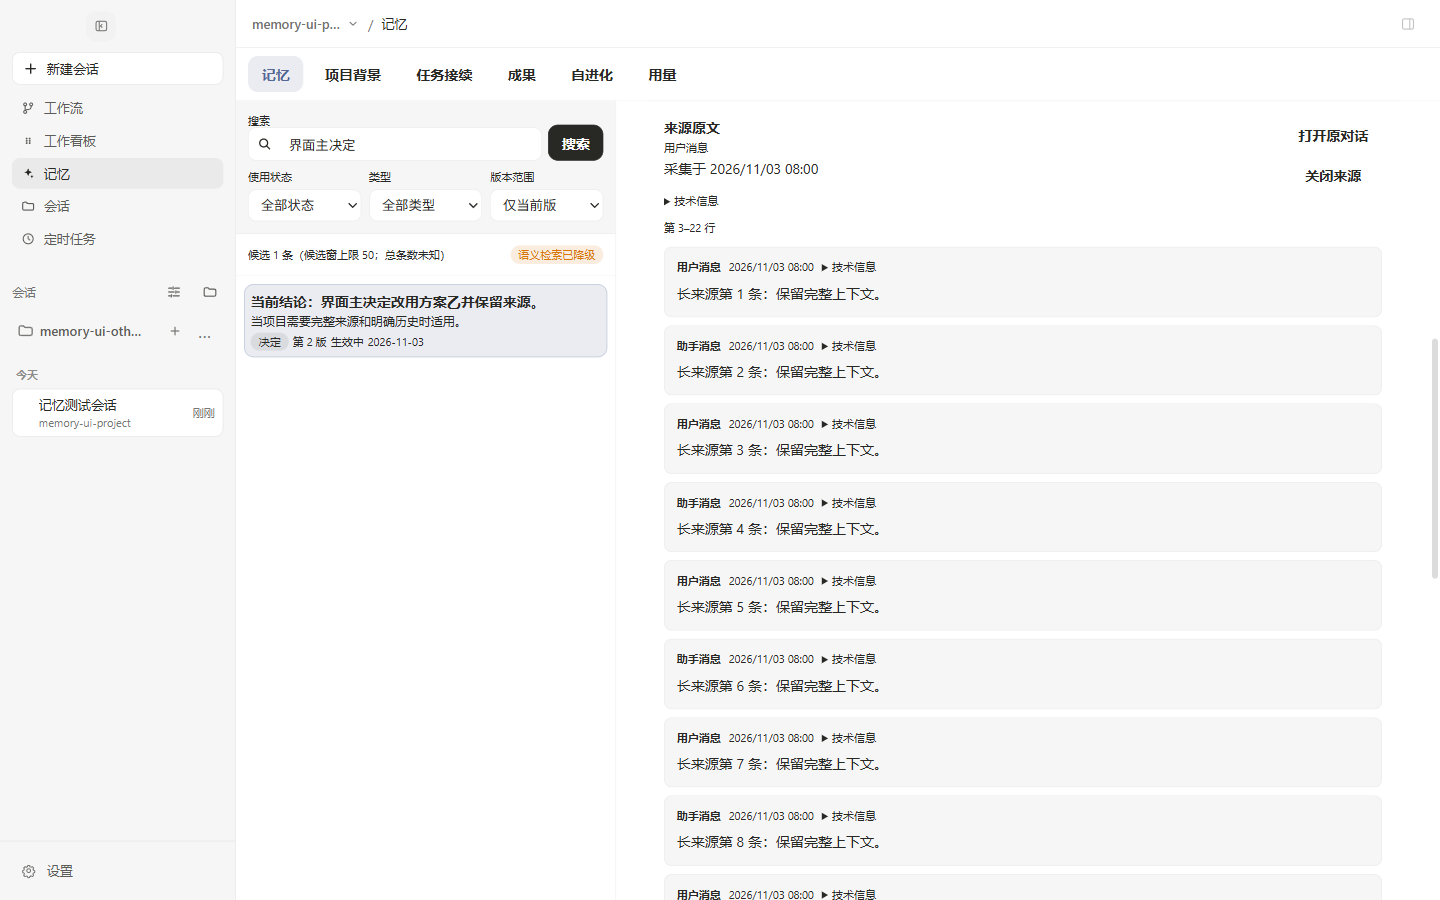 新建会话
工作流
工作看板
记忆
会话
定时任务
会话
memory-ui-oth...
今天
记忆测试会话
刚刚
memory-ui-project
设置
memory-ui-p... / 记忆
记忆 项目背景 任务接续 成果 自进化 用量
搜索
界面主决定
搜索
使用状态 类型 版本范围
全部状态 全部类型 仅当前版
候选 1 条（候选窗上限 50；总条数未知） 语义检索已降级
当前结论：界面主决定改用方案乙并保留来源。
当项目需要完整来源和明确历史时适用。
决定 第 2 版 生效中 2026-11-03
来源原文
用户消息
采集于 2026/11/03 08:00
打开原对话
关闭来源
技术信息
第 3–22 行
用户消息 2026/11/03 08:00 技术信息
长来源第 1 条：保留完整上下文。
助手消息 2026/11/03 08:00 技术信息
长来源第 2 条：保留完整上下文。
用户消息 2026/11/03 08:00 技术信息
长来源第 3 条：保留完整上下文。
助手消息 2026/11/03 08:00 技术信息
长来源第 4 条：保留完整上下文。
用户消息 2026/11/03 08:00 技术信息
长来源第 5 条：保留完整上下文。
助手消息 2026/11/03 08:00 技术信息
长来源第 6 条：保留完整上下文。
用户消息 2026/11/03 08:00 技术信息
长来源第 7 条：保留完整上下文。
助手消息 2026/11/03 08:00 技术信息
长来源第 8 条：保留完整上下文。
用户消息 2026/11/03 08:00 技术信息